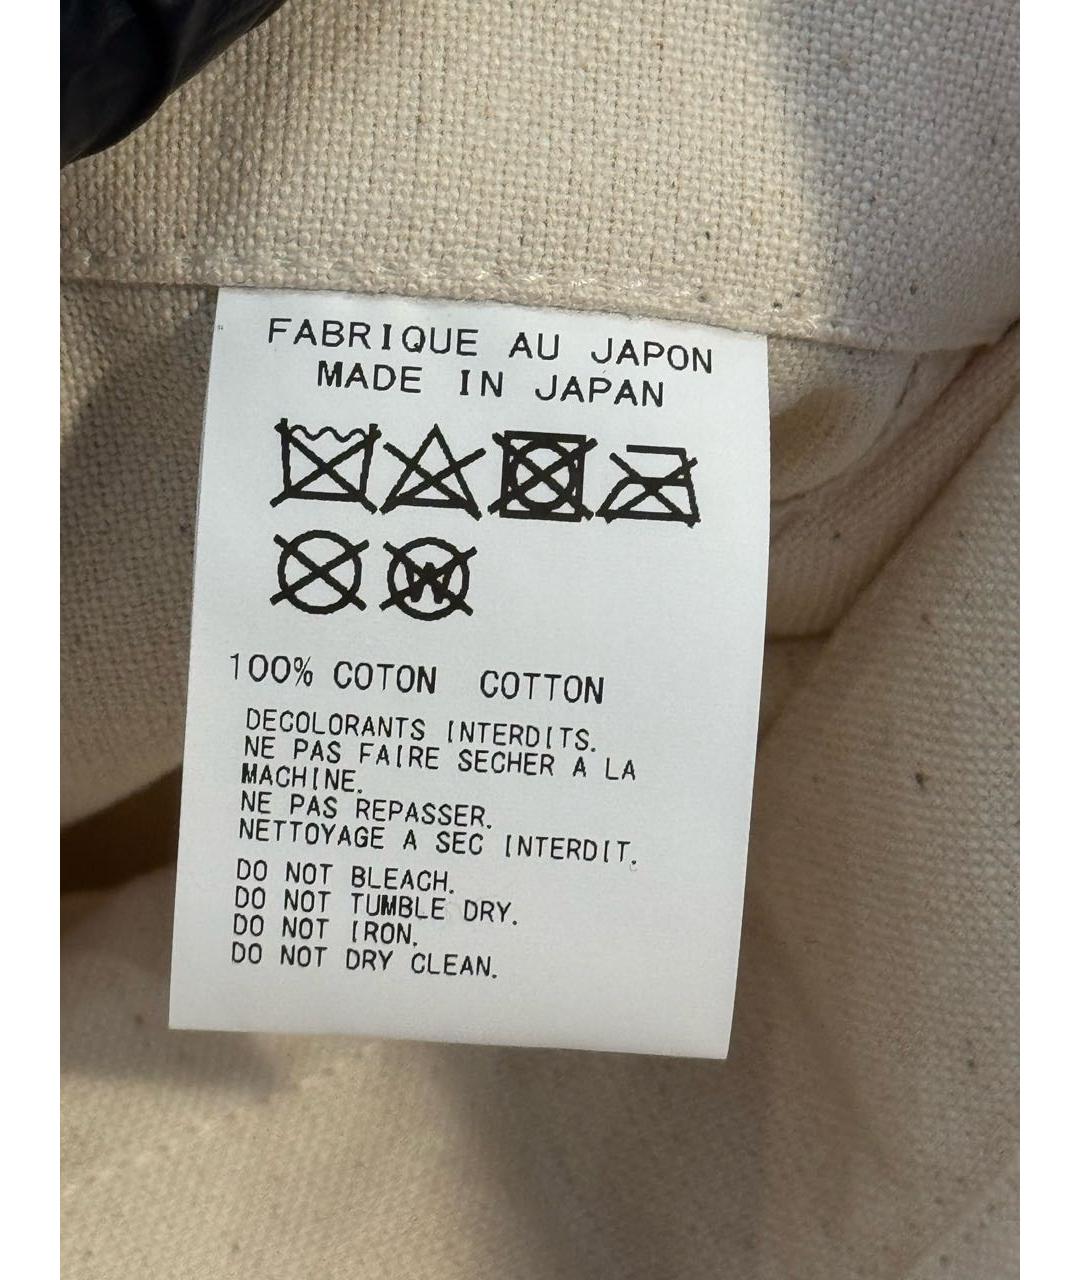 FABRIQUE AU JAPON
MADE IN JAPAN
W
100% COTON COTTON
DECOLORANTS INTERDITS.
NE PAS FAIRE SECHER A LA
MACHINE.
NE PAS REPASSER.
NETTOYAGE A SEC INTERDIT.
DO NOT BLEACH.
DO NOT TUMBLE DRY.
DO NOT IRON.
DO NOT DRY CLEAN.